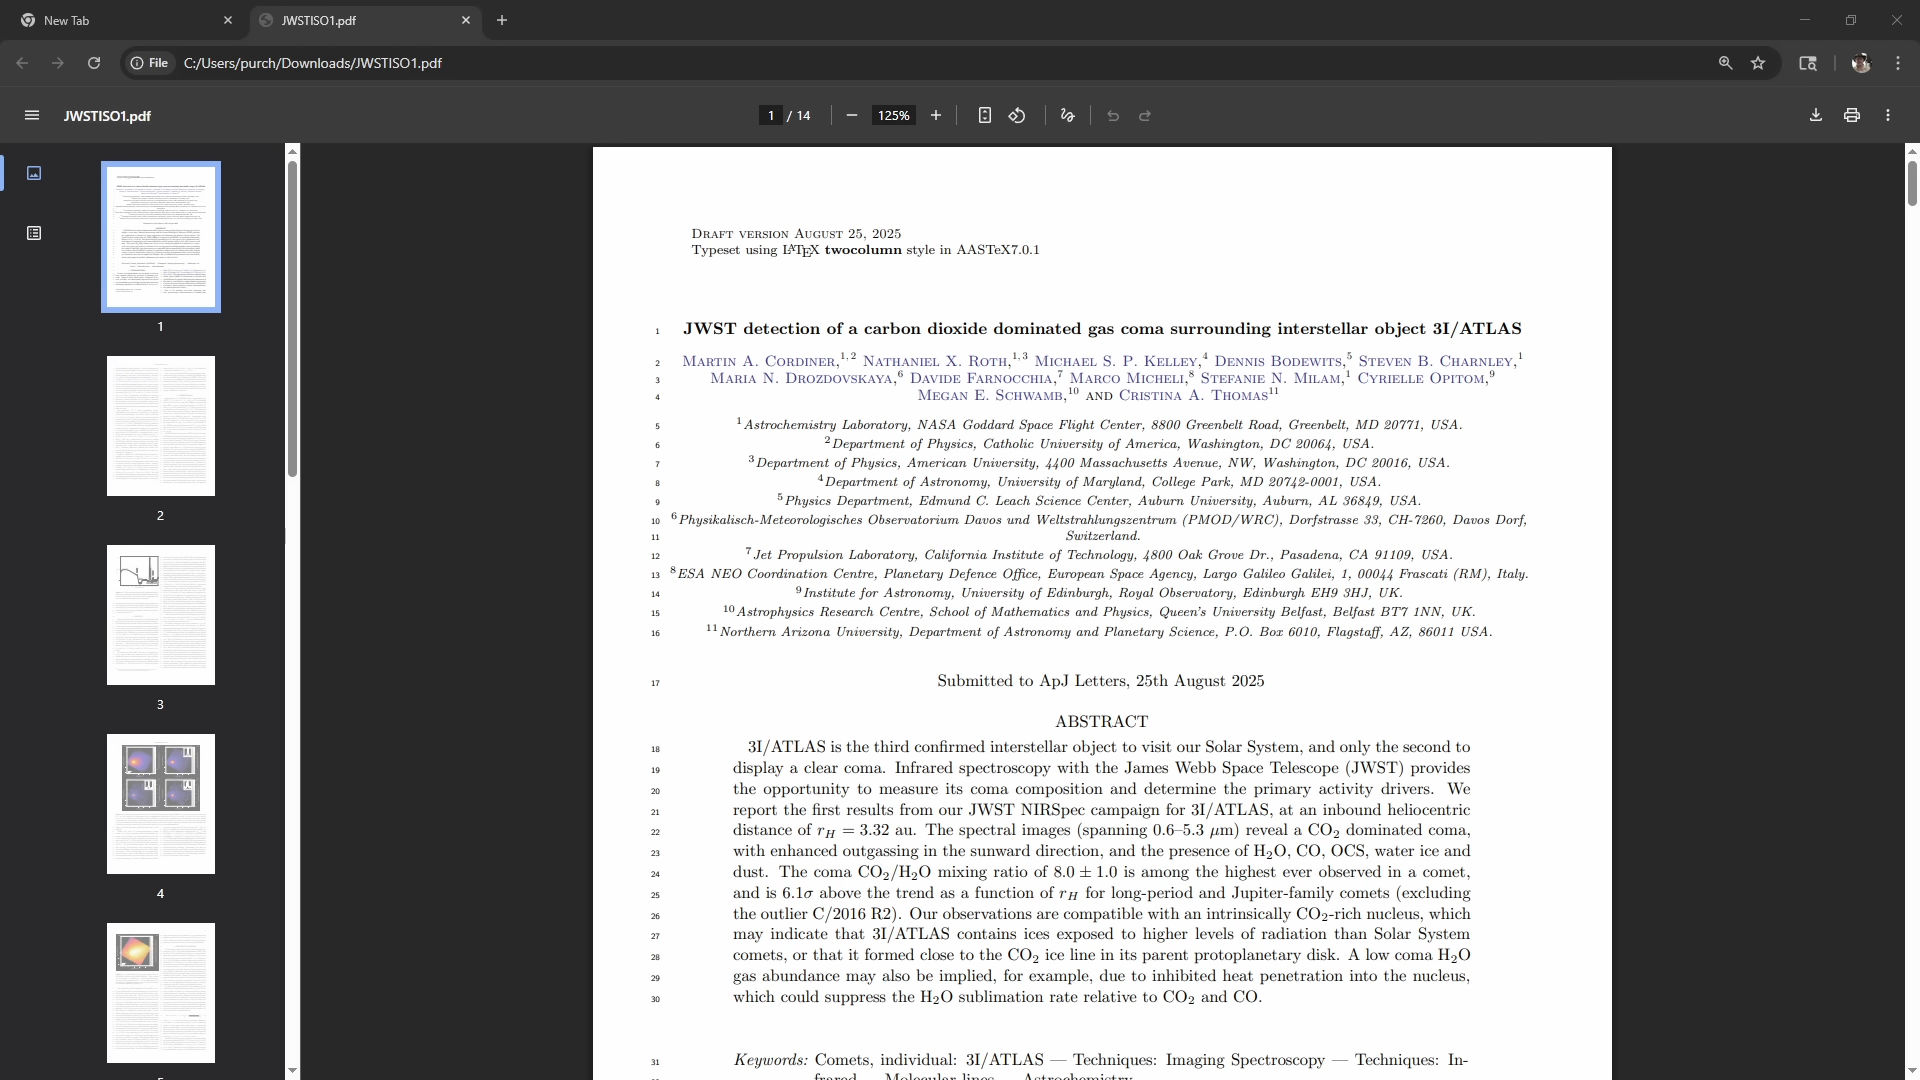 New Tab
JWSTISO1.pdf
File C:/Users/purch/Downloads/JWSTISO1.pdf
JWSTISO1.pdf
1 / 14
125%
1
2
3
4
DRAFT VERSION AUGUST 25, 2025
Typeset using LATEX twocolumn style in AASTeX7.0.1
1 JWST detection of a carbon dioxide dominated gas coma surrounding interstellar object 3I/ATLAS
2 MARTIN A. CORDINER,1,2 NATHANIEL X. ROTH,1,3 MICHAEL S. P. KELLEY,4 DENNIS BODEWITS,5 STEVEN B. CHARNLEY,1
3 MARIA N. DROZDOVSKAYA,6 DAVIDE FARNOCCHIA,7 MARCO MICHELI,8 STEFANIE N. MILAM,1 CYRIELLE OPITOM,9
4 MEGAN E. SCHWAMB,10 AND CRISTINA A. THOMAS11
5 1Astrochemistry Laboratory, NASA Goddard Space Flight Center, 8800 Greenbelt Road, Greenbelt, MD 20771, USA.
6 2Department of Physics, Catholic University of America, Washington, DC 20064, USA.
7 3Department of Physics, American University, 4400 Massachusetts Avenue, NW, Washington, DC 20016, USA.
8 4Department of Astronomy, University of Maryland, College Park, MD 20742-0001, USA.
9 5Physics Department, Edmund C. Leach Science Center, Auburn University, Auburn, AL 36849, USA.
10 6Physikalisch-Meteorologisches Observatorium Davos und Weltstrahlungszentrum (PMOD/WRC), Dorfstrasse 33, CH-7260, Davos Dorf,
11 Switzerland.
12 7Jet Propulsion Laboratory, California Institute of Technology, 4800 Oak Grove Dr., Pasadena, CA 91109, USA.
13 8ESA NEO Coordination Centre, Planetary Defence Office, European Space Agency, Largo Galileo Galilei, 1, 00044 Frascati (RM), Italy.
14 9Institute for Astronomy, University of Edinburgh, Royal Observatory, Edinburgh EH9 3HJ, UK.
15 10Astrophysics Research Centre, School of Mathematics and Physics, Queen's University Belfast, Belfast BT7 1NN, UK.
16 11Northern Arizona University, Department of Astronomy and Planetary Science, P.O. Box 6010, Flagstaff, AZ, 86011 USA.
17 Submitted to ApJ Letters, 25th August 2025
ABSTRACT
18 3I/ATLAS is the third confirmed interstellar object to visit our Solar System, and only the second to
19 display a clear coma. Infrared spectroscopy with the James Webb Space Telescope (JWST) provides
20 the opportunity to measure its coma composition and determine the primary activity drivers. We
21 report the first results from our JWST NIRSpec campaign for 3I/ATLAS, at an inbound heliocentric
22 distance of rH = 3.32 au. The spectral images (spanning 0.6–5.3 μm) reveal a CO2 dominated coma,
23 with enhanced outgassing in the sunward direction, and the presence of H2O, CO, OCS, water ice and
24 dust. The coma CO2/H2O mixing ratio of 8.0 ± 1.0 is among the highest ever observed in a comet,
25 and is 6.1σ above the trend as a function of rH for long-period and Jupiter-family comets (excluding
26 the outlier C/2016 R2). Our observations are compatible with an intrinsically CO2-rich nucleus, which
27 may indicate that 3I/ATLAS contains ices exposed to higher levels of radiation than Solar System
28 comets, or that it formed close to the CO2 ice line in its parent protoplanetary disk. A low coma H2O
29 gas abundance may also be implied, for example, due to inhibited heat penetration into the nucleus,
30 which could suppress the H2O sublimation rate relative to CO2 and CO.
31 Keywords: Comets, individual: 3I/ATLAS — Techniques: Imaging Spectroscopy — Techniques: In-
frared — Molecular lines — Astrochemistry